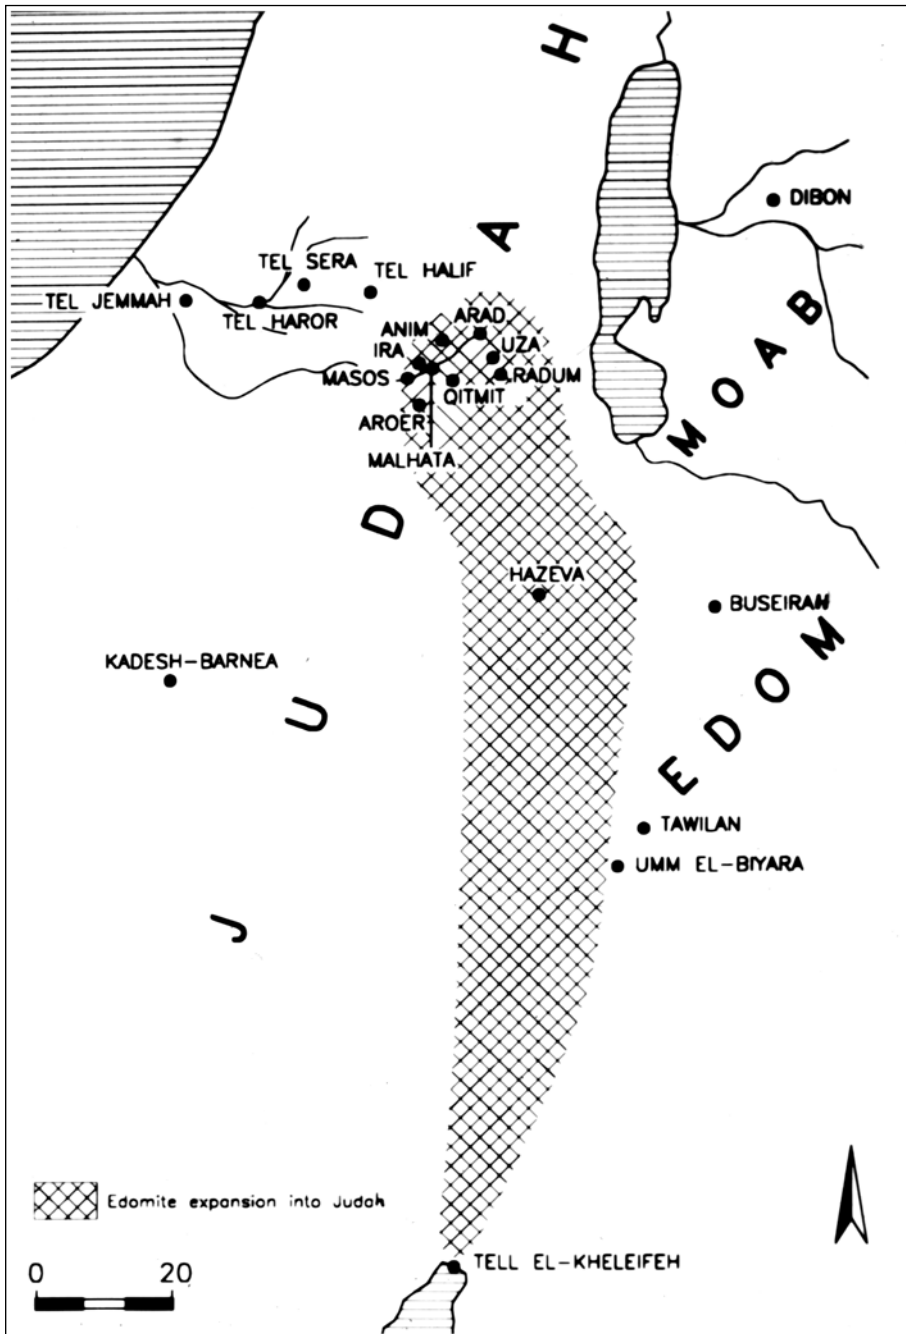 H
DIBON
A
TEL SERA
TEL HALIF
TEL JEMMAH
TEL HAROR
MOAB
ARAD
ANIM
UZA
IRA
RADUM
MASOS
QITMIT
AROER
MALHATA
D
HAZEVA
BUSEIRAH
EDOM
KADESH-BARNEA
U
TAWILAN
UMM EL-BIYARA
J
Edomite expansion into Judah
TELL EL-KHELEIFEH
0 20